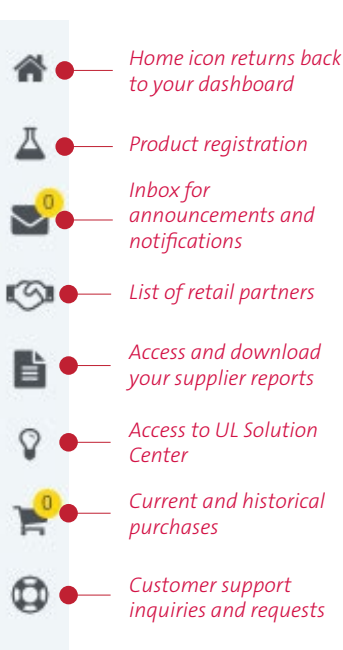 Home icon returns back
to your dashboard
Product registration
0
Inbox for
announcements and
notifications
List of retail partners
Access and download
your supplier reports
Access to UL Solution
Center
0
Current and historical
purchases
Customer support
inquiries and requests